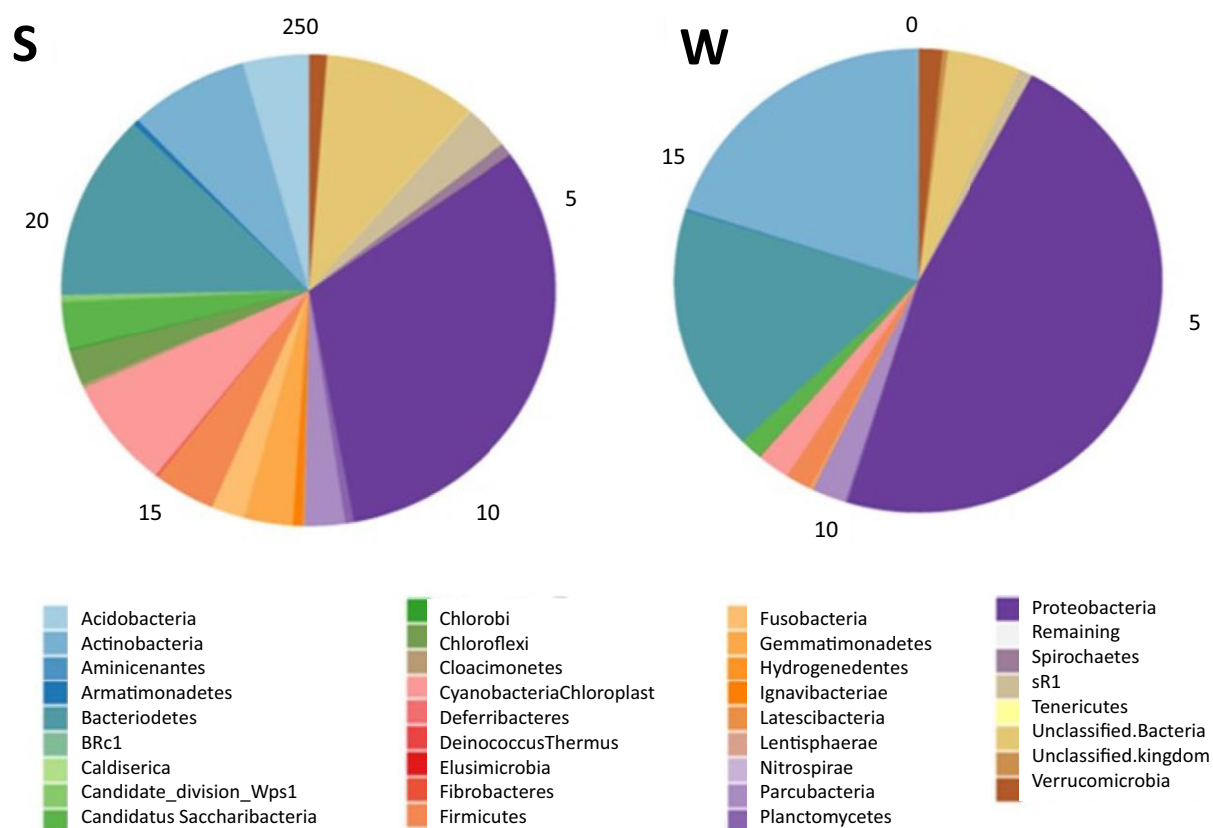 S
250
5
10
15
20
W
0
5
10
15
Acidobacteria
Actinobacteria
Aminicenantes
Armatimonadetes
Bacteriodetes
BRc1
Caldiserica
Candidate_division_Wps1
Candidatus Saccharibacteria
Chlorobi
Chloroflexi
Cloacimonetes
CyanobacteriaChloroplast
Deferribacteres
DeinococcusThermus
Elusimicrobia
Fibrobacteres
Firmicutes
Fusobacteria
Gemmatimonadetes
Hydrogenedentes
Ignavibacteriae
Latescibacteria
Lentisphaerae
Nitrospirae
Parcubacteria
Planctomycetes
Proteobacteria
Remaining
Spirochaetes
sR1
Tenericutes
Unclassified.Bacteria
Unclassified.kingdom
Verrucomicrobia